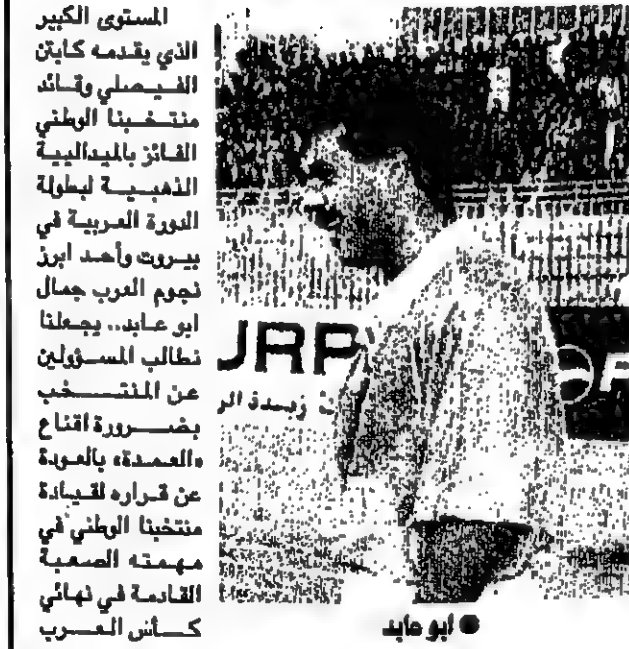 المستوى الكبير
الذي يقدمه كابتن
الفيصلي وقائد
منتخبنا الوطني
الفائز بالميدالية
الذهبية لبطولة
الدورة العربية في
بيروت وأحد ابرز
نجوم العرب جمال
ابو عابد.. يجعلنا
نطالب المسؤولين
عن المنتخب
بضرورة اقناع
«العمدة» بالعودة
عن قراره لقيادة
منتخبنا الوطني في
مهمته الصعبة
القادمة في نهائي
كأس العرب
JRP
زبدة الر
● ابو عابد